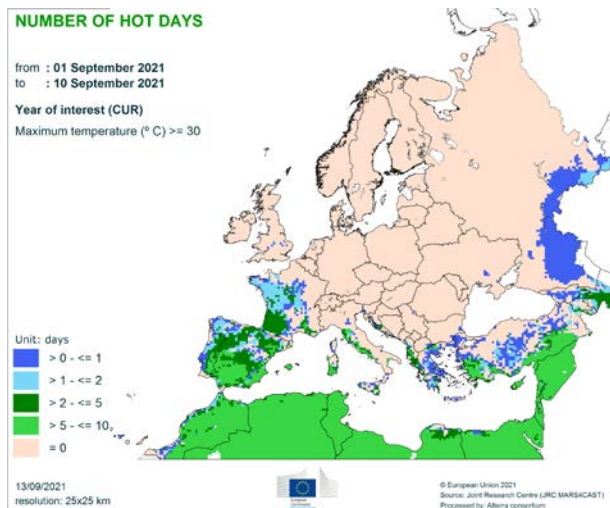 NUMBER OF HOT DAYS
from : 01 September 2021
to : 10 September 2021
Year of interest (CUR)
Maximum temperature (º C) >= 30
Unit: days
> 0 - <= 1
> 1 - <= 2
> 2 - <= 5
> 5 - <= 10
= 0
13/09/2021
resolution: 25x25 km
© European Union 2021
Source: Joint Research Centre (JRC MARS4CAST)
Processed by: Alterra consortium